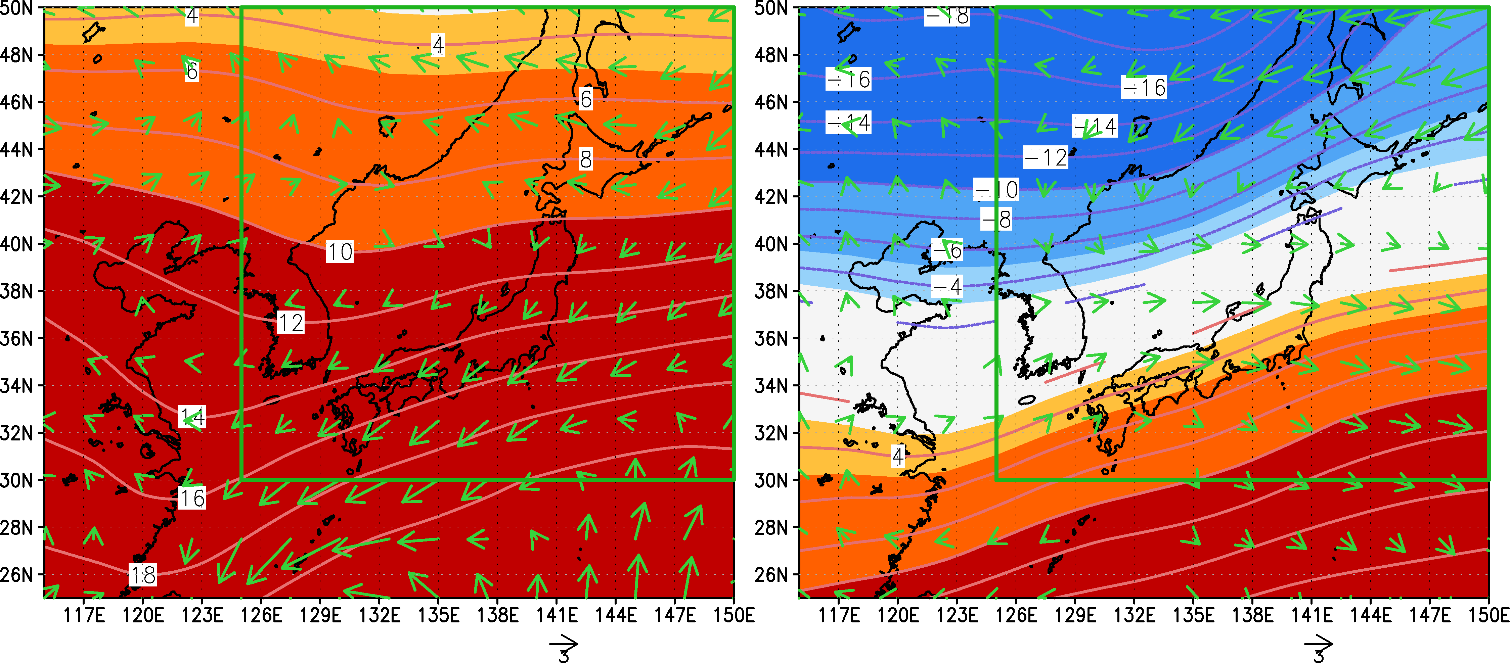 50N
48N
46N
44N
42N
40N
38N
36N
34N
32N
30N
28N
26N
4
4
6
6
8
10
12
14
16
18
117E 120E 123E 126E 129E 132E 135E 138E 141E 144E 147E 150E
3
50N
48N
46N
44N
42N
40N
38N
36N
34N
32N
30N
28N
26N
-18
-16
-16
-14
-14
-12
-10
-8
-6
-4
4
117E 120E 123E 126E 129E 132E 135E 138E 141E 144E 147E 150E
3